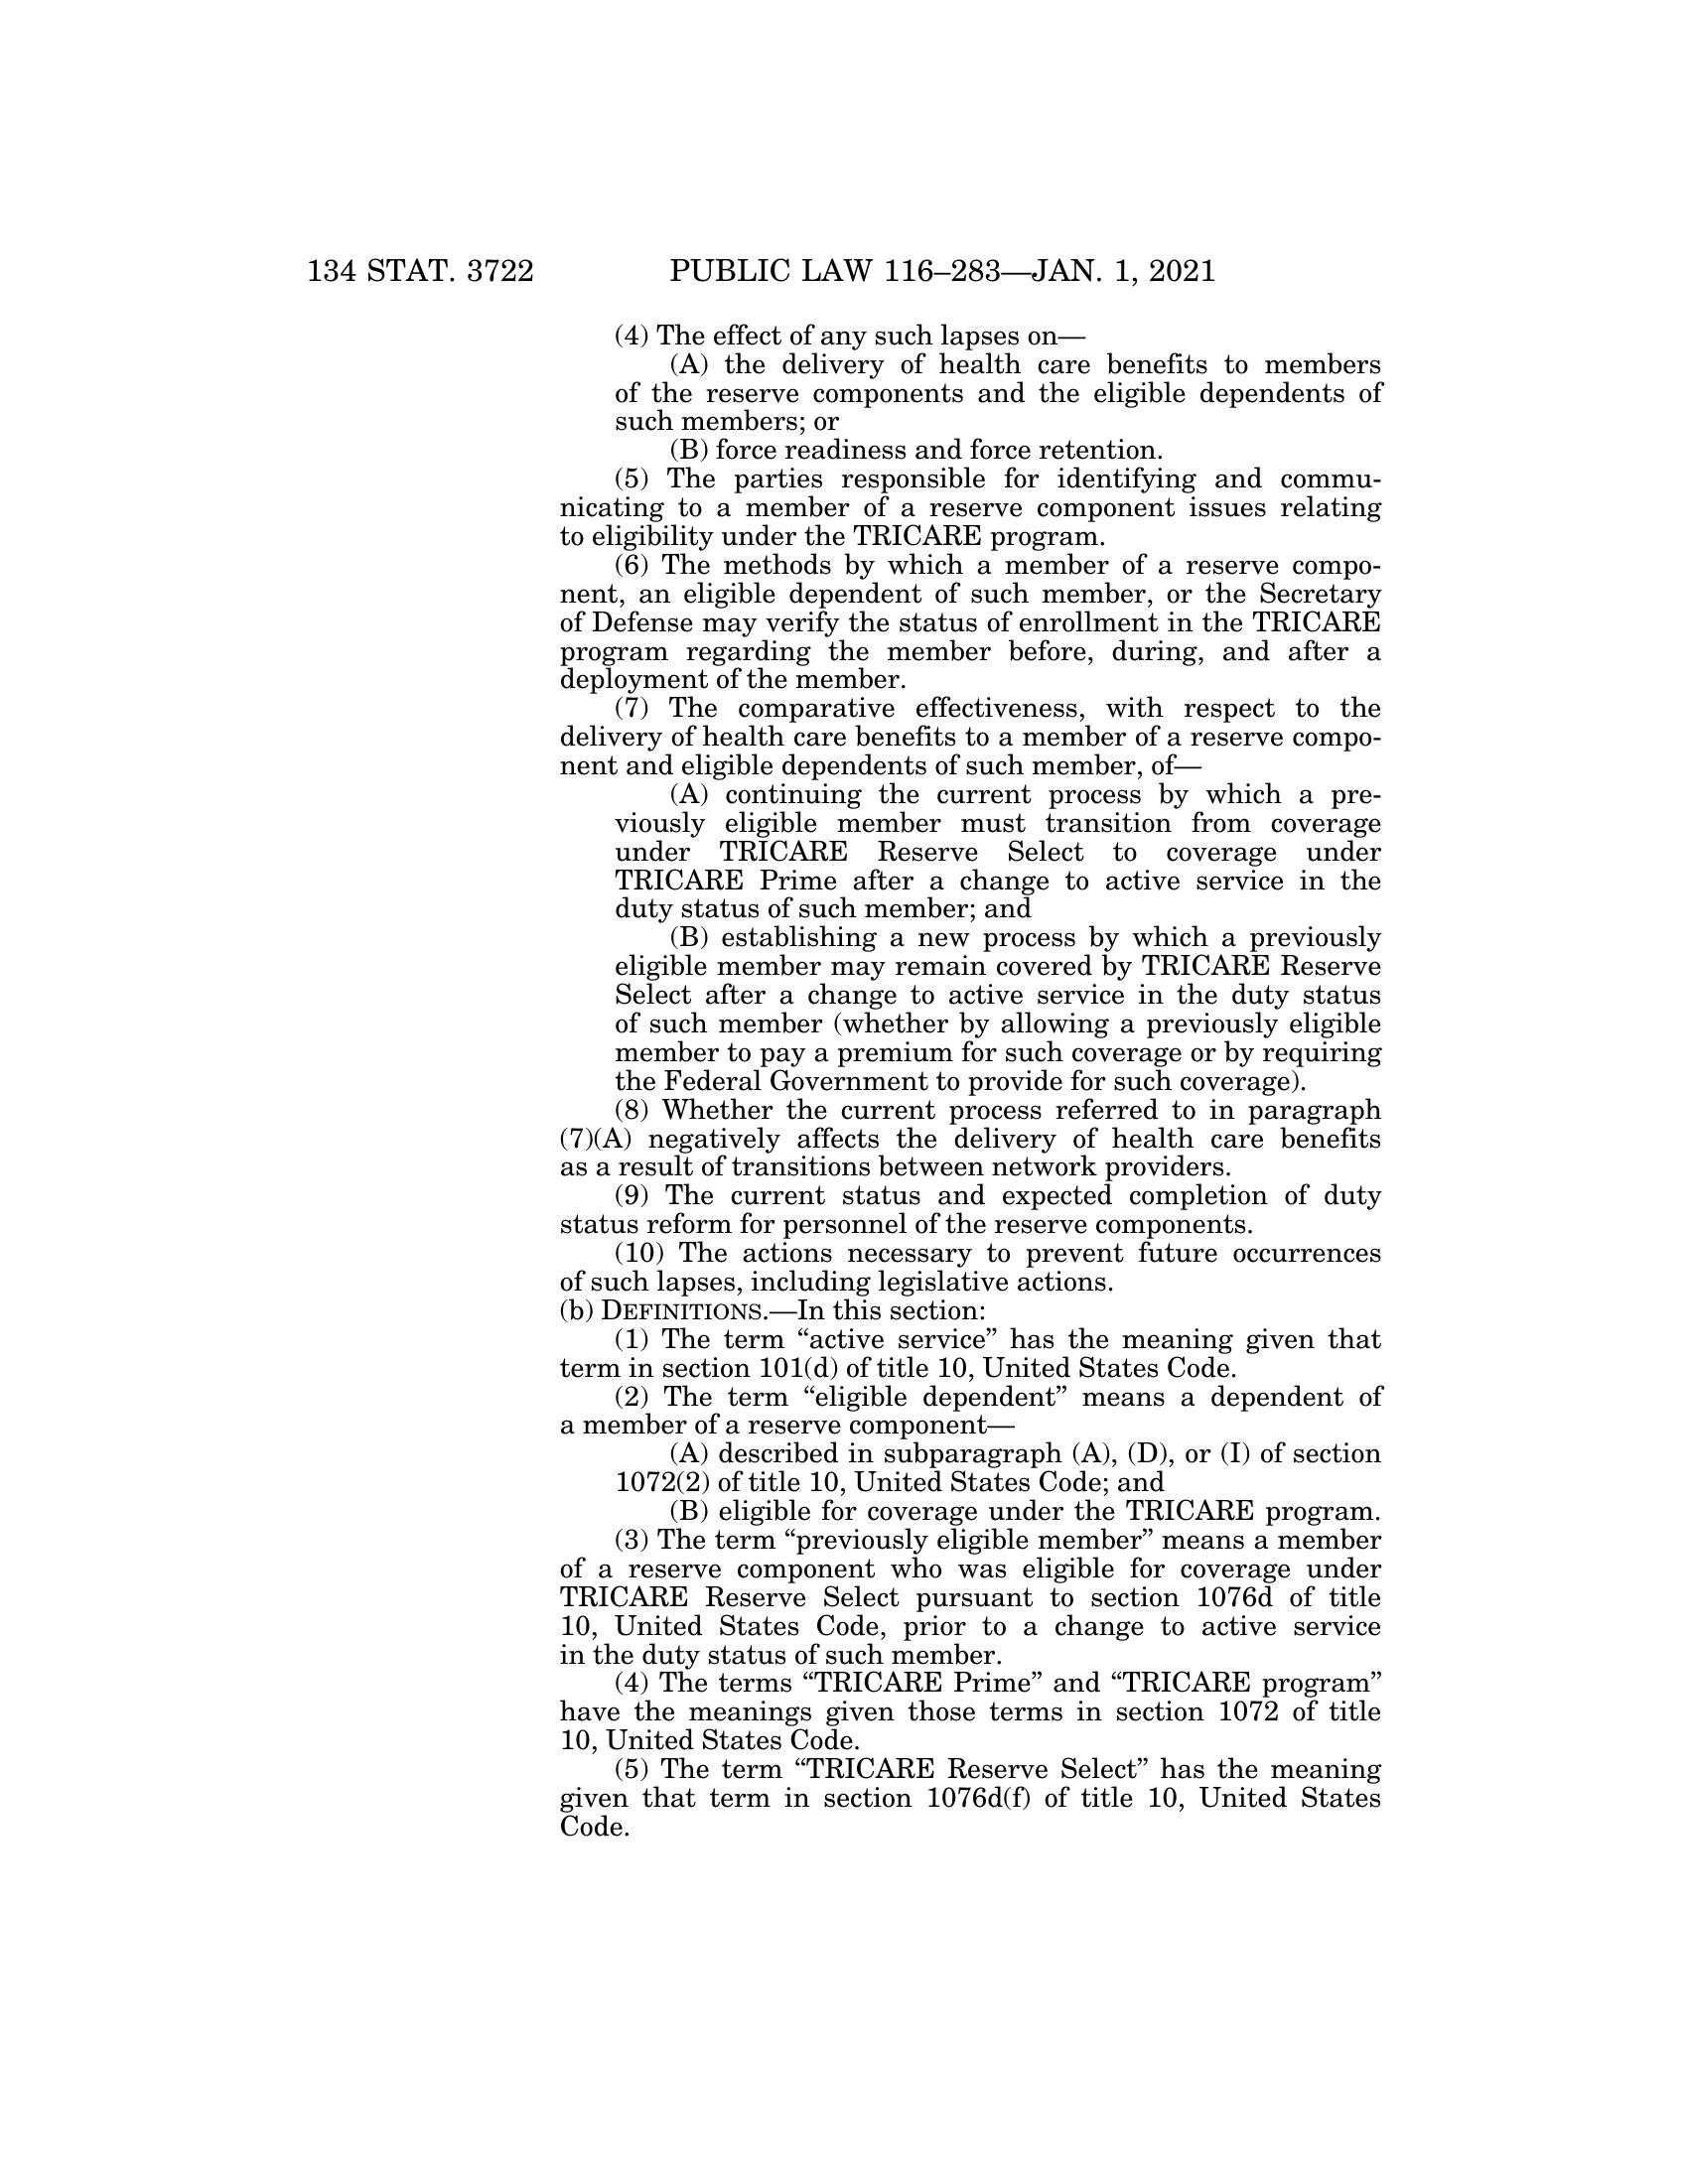 134 STAT. 3722
PUBLIC LAW 116–283—JAN. 1, 2021
(4) The effect of any such lapses on—
(A) the delivery of health care benefits to members
of the reserve components and the eligible dependents of
such members; or
(B) force readiness and force retention.
(5) The parties responsible for identifying and commu-
nicating to a member of a reserve component issues relating
to eligibility under the TRICARE program.
(6) The methods by which a member of a reserve compo-
nent, an eligible dependent of such member, or the Secretary
of Defense may verify the status of enrollment in the TRICARE
program regarding the member before, during, and after a
deployment of the member.
(7) The comparative effectiveness, with respect to the
delivery of health care benefits to a member of a reserve compo-
nent and eligible dependents of such member, of—
(A) continuing the current process by which a pre-
viously eligible member must transition from coverage
under TRICARE Reserve Select to coverage under
TRICARE Prime after a change to active service in the
duty status of such member; and
(B) establishing a new process by which a previously
eligible member may remain covered by TRICARE Reserve
Select after a change to active service in the duty status
of such member (whether by allowing a previously eligible
member to pay a premium for such coverage or by requiring
the Federal Government to provide for such coverage).
(8) Whether the current process referred to in paragraph
(7)(A) negatively affects the delivery of health care benefits
as a result of transitions between network providers.
(9) The current status and expected completion of duty
status reform for personnel of the reserve components.
(10) The actions necessary to prevent future occurrences
of such lapses, including legislative actions.
(b) DEFINITIONS.—In this section:
(1) The term “active service” has the meaning given that
term in section 101(d) of title 10, United States Code.
(2) The term “eligible dependent” means a dependent of
a member of a reserve component—
(A) described in subparagraph (A), (D), or (I) of section
1072(2) of title 10, United States Code; and
(B) eligible for coverage under the TRICARE program.
(3) The term “previously eligible member” means a member
of a reserve component who was eligible for coverage under
TRICARE Reserve Select pursuant to section 1076d of title
10, United States Code, prior to a change to active service
in the duty status of such member.
(4) The terms “TRICARE Prime” and “TRICARE program”
have the meanings given those terms in section 1072 of title
10, United States Code.
(5) The term “TRICARE Reserve Select” has the meaning
given that term in section 1076d(f) of title 10, United States
Code.